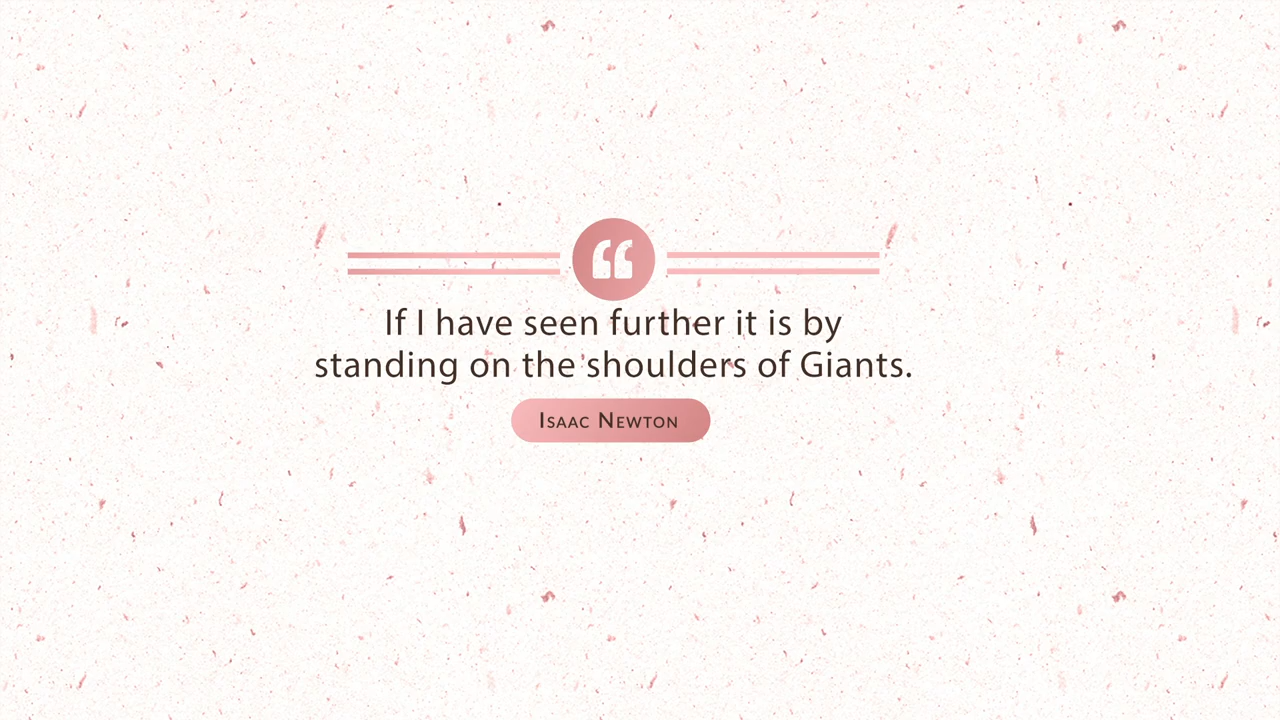 If I have seen further it is by
standing on the shoulders of Giants.
Isaac Newton